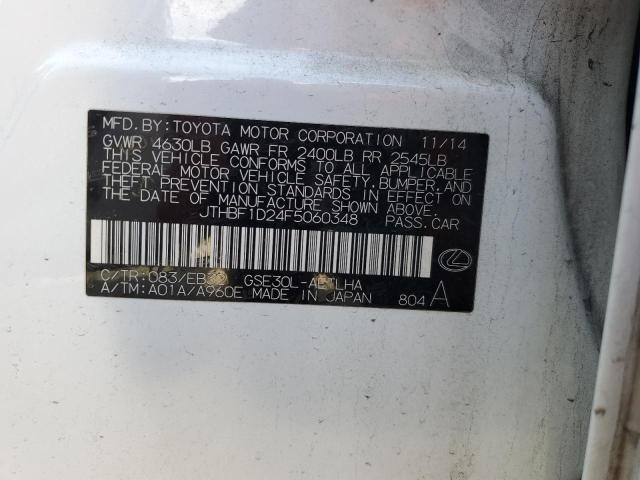 MFD.BY:TOYOTA MOTOR CORPORATION 11/14
GVWR 4630LB GAWR FR 2400LB RR 2545LB
THIS VEHICLE CONFORMS TO ALL APPLICABLE
FEDERAL MOTOR VEHICLE SAFETY,BUMPER,AND
THEFT PREVENTION STANDARDS IN EFFECT ON
THE DATE OF MANUFACTURE SHOWN ABOVE.
JTHBF1D24F5060348 PASS.CAR
C/TR:083/
A/TM:A01A/A960E MADE IN JAPAN 804 A